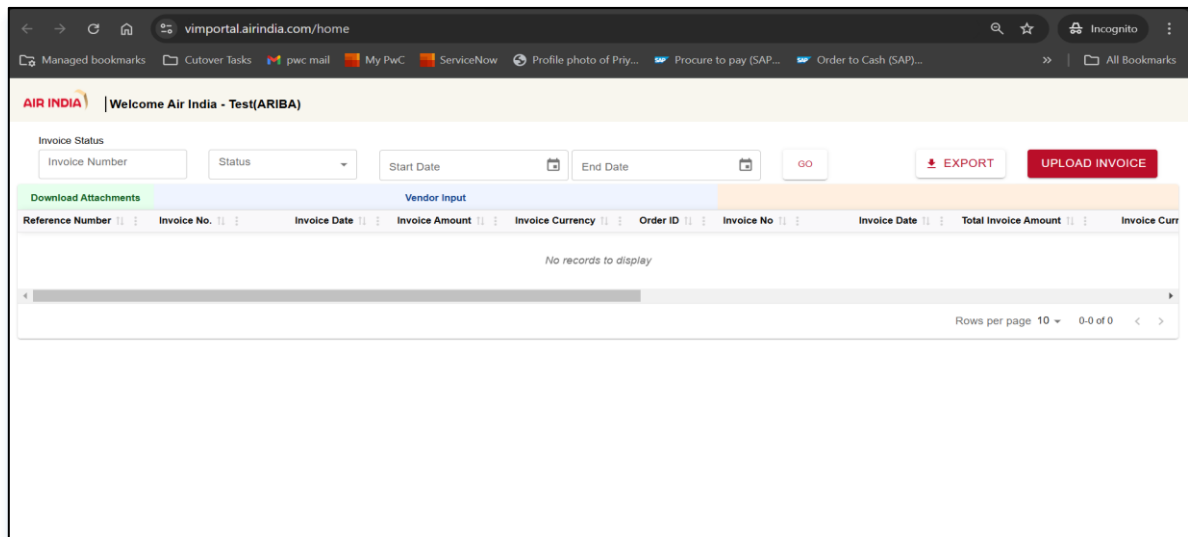 vimportal.airindia.com/home
Incognito
Managed bookmarks Cutover Tasks pwc mail My PwC ServiceNow Profile photo of Priy... SAP Procure to pay (SAP... SAP Order to Cash (SAP)... » All Bookmarks
AIR INDIA Welcome Air India - Test(ARIBA)
Invoice Status
Invoice Number Status Start Date End Date GO EXPORT UPLOAD INVOICE
Download Attachments Vendor Input
Reference Number Invoice No. Invoice Date Invoice Amount Invoice Currency Order ID Invoice No Invoice Date Total Invoice Amount Invoice Curr
No records to display
Rows per page 10 0-0 of 0